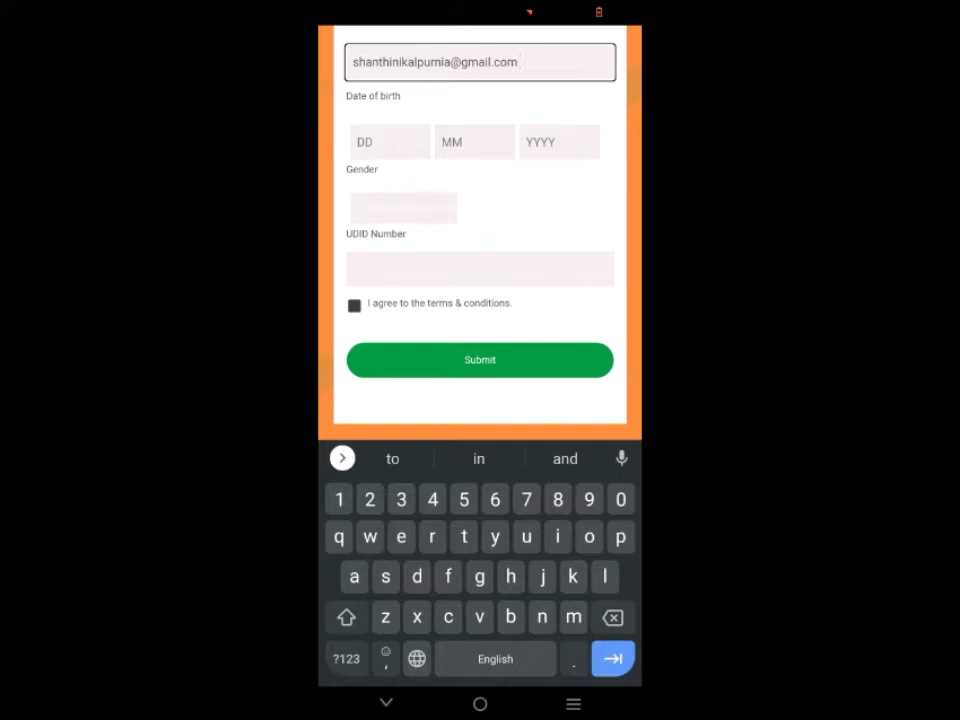 shanthinikalpurnia@gmail.com
Date of birth
DD MM YYYY
Gender
UDID Number
I agree to the terms & conditions.
Submit
to in and
1 2 3 4 5 6 7 8 9 0
q w e r t y u i o p
a s d f g h j k l
z x c v b n m
?123 , English .